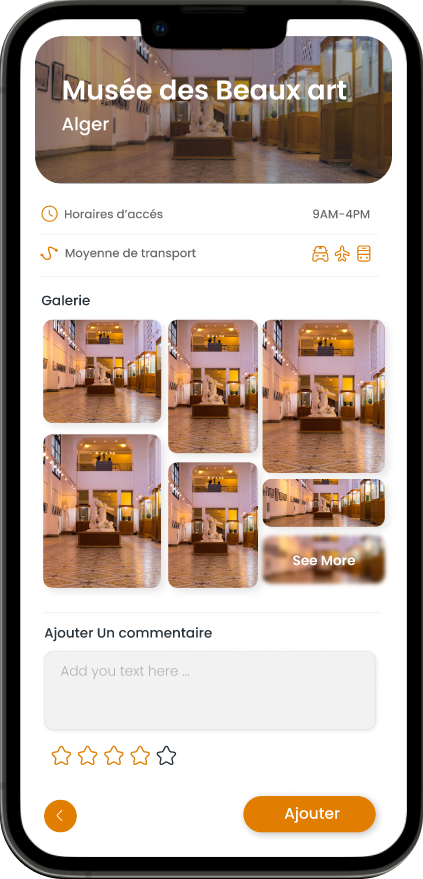 Musée des Beaux art
Alger
Horaires d'accés
9AM-4PM
Moyenne de transport
Galerie
See More
Ajouter Un commentaire
Add you text here ...
Ajouter